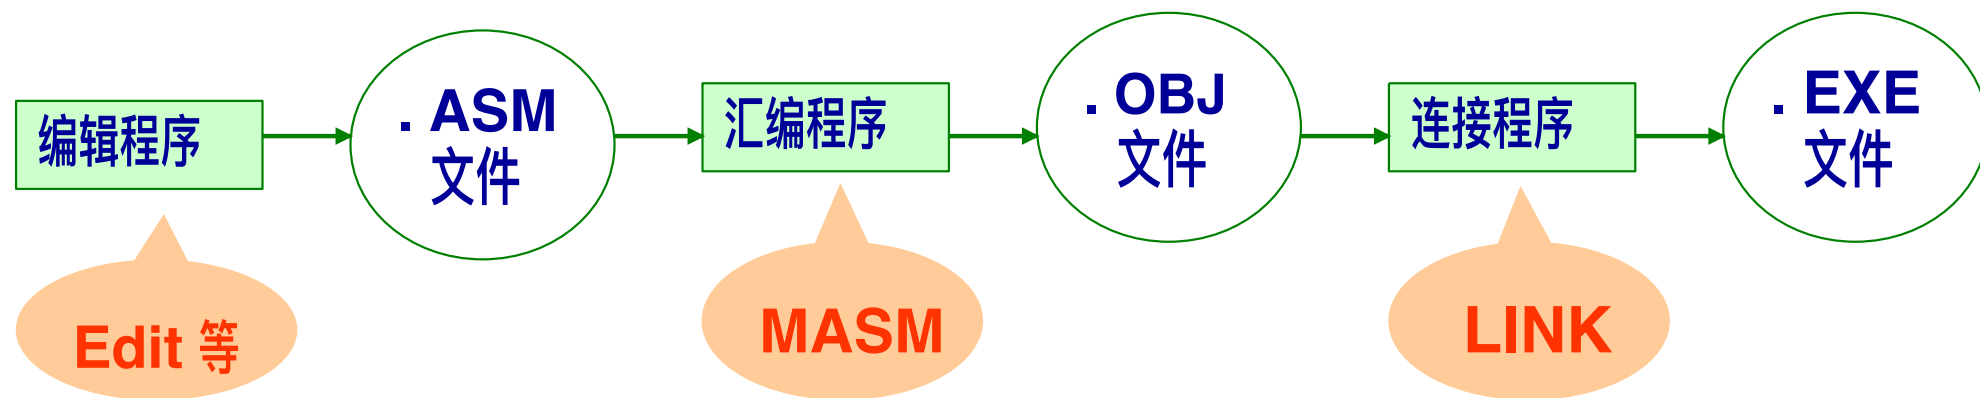 编辑程序
. ASM
文件
汇编程序
. OBJ
文件
连接程序
. EXE
文件
Edit 等
MASM
LINK